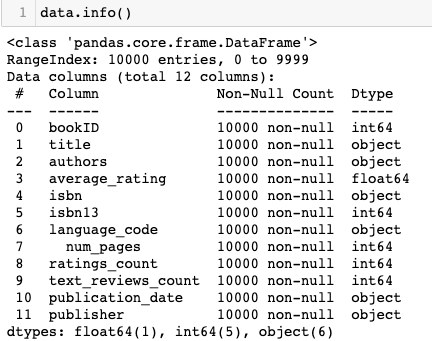 1 data.info()
<class 'pandas.core.frame.DataFrame'>
RangeIndex: 10000 entries, 0 to 9999
Data columns (total 12 columns):
 #   Column              Non-Null Count  Dtype
---  ------              --------------  -----
 0   bookID              10000 non-null  int64
 1   title               10000 non-null  object
 2   authors             10000 non-null  object
 3   average_rating      10000 non-null  float64
 4   isbn                10000 non-null  object
 5   isbn13              10000 non-null  int64
 6   language_code       10000 non-null  object
 7     num_pages         10000 non-null  int64
 8   ratings_count       10000 non-null  int64
 9   text_reviews_count  10000 non-null  int64
 10  publication_date    10000 non-null  object
 11  publisher           10000 non-null  object
dtypes: float64(1), int64(5), object(6)